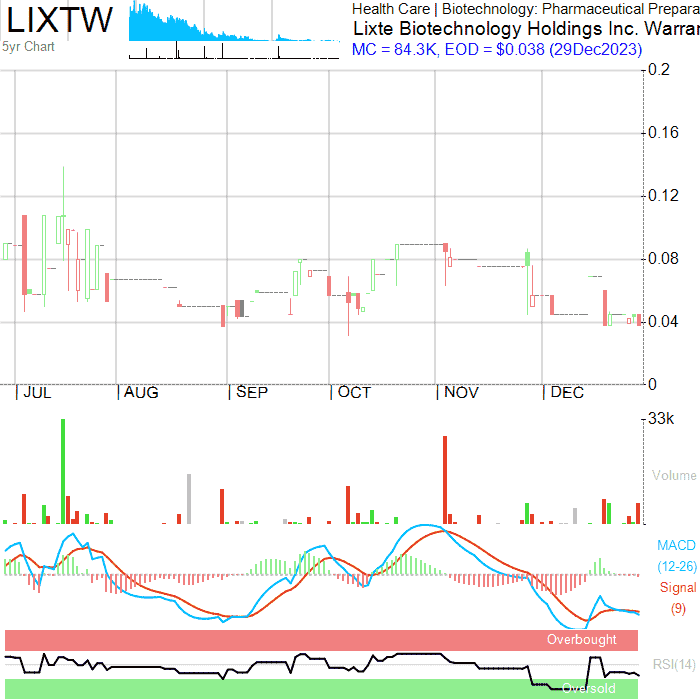 LIXTW
5yr Chart
Health Care | Biotechnology: Pharmaceutical Prepara
Lixte Biotechnology Holdings Inc. Warran
MC = 84.3K, EOD = $0.038 (29Dec2023)
0.2
0.16
0.12
0.08
0.04
0
|JUL |AUG |SEP |OCT |NOV |DEC
33k
Volume
MACD
(12-26)
Signal
(9)
Overbought
RSI(14)
Oversold